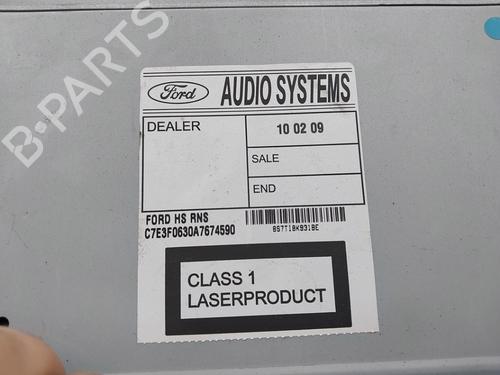 Ford
AUDIO SYSTEMS
DEALER
10 02 09
SALE
END
FORD HS RNS
C7E3F0630A7674590
8S7T18K931BE
CLASS 1
LASERPRODUCT
B-PARTS